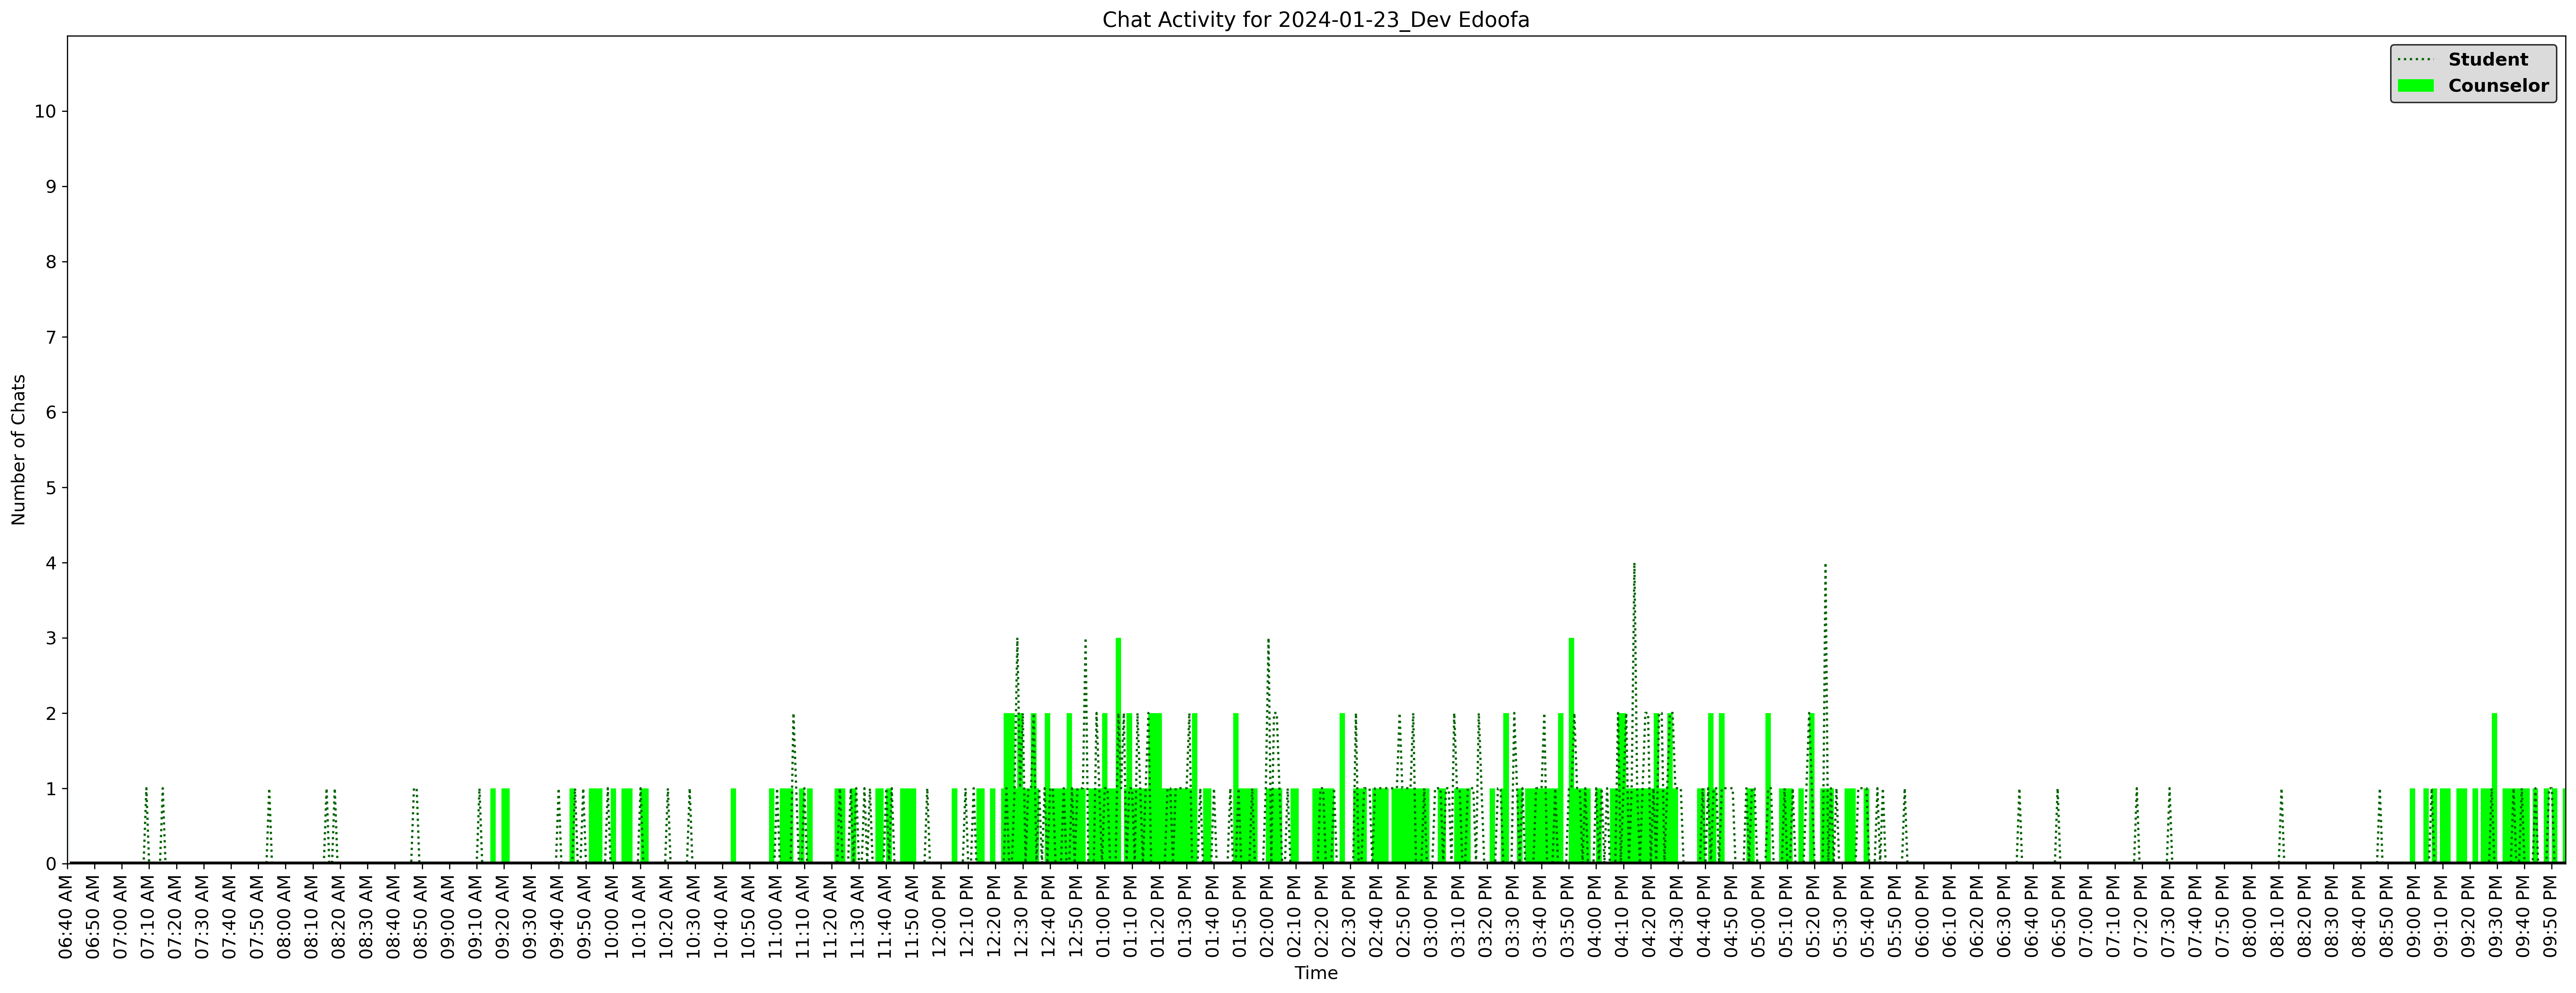 Chat Activity for 2024-01-23_Dev Edoofa
Student
Counselor
Number of Chats
10
9
8
7
6
5
4
3
2
1
0
06:40 AM
06:50 AM
07:00 AM
07:10 AM
07:20 AM
07:30 AM
07:40 AM
07:50 AM
08:00 AM
08:10 AM
08:20 AM
08:30 AM
08:40 AM
08:50 AM
09:00 AM
09:10 AM
09:20 AM
09:30 AM
09:40 AM
09:50 AM
10:00 AM
10:10 AM
10:20 AM
10:30 AM
10:40 AM
10:50 AM
11:00 AM
11:10 AM
11:20 AM
11:30 AM
11:40 AM
11:50 AM
12:00 PM
12:10 PM
12:20 PM
12:30 PM
12:40 PM
12:50 PM
01:00 PM
01:10 PM
01:20 PM
01:30 PM
01:40 PM
01:50 PM
02:00 PM
02:10 PM
02:20 PM
02:30 PM
02:40 PM
02:50 PM
03:00 PM
03:10 PM
03:20 PM
03:30 PM
03:40 PM
03:50 PM
04:00 PM
04:10 PM
04:20 PM
04:30 PM
04:40 PM
04:50 PM
05:00 PM
05:10 PM
05:20 PM
05:30 PM
05:40 PM
05:50 PM
06:00 PM
06:10 PM
06:20 PM
06:30 PM
06:40 PM
06:50 PM
07:00 PM
07:10 PM
07:20 PM
07:30 PM
07:40 PM
07:50 PM
08:00 PM
08:10 PM
08:20 PM
08:30 PM
08:40 PM
08:50 PM
09:00 PM
09:10 PM
09:20 PM
09:30 PM
09:40 PM
09:50 PM
Time